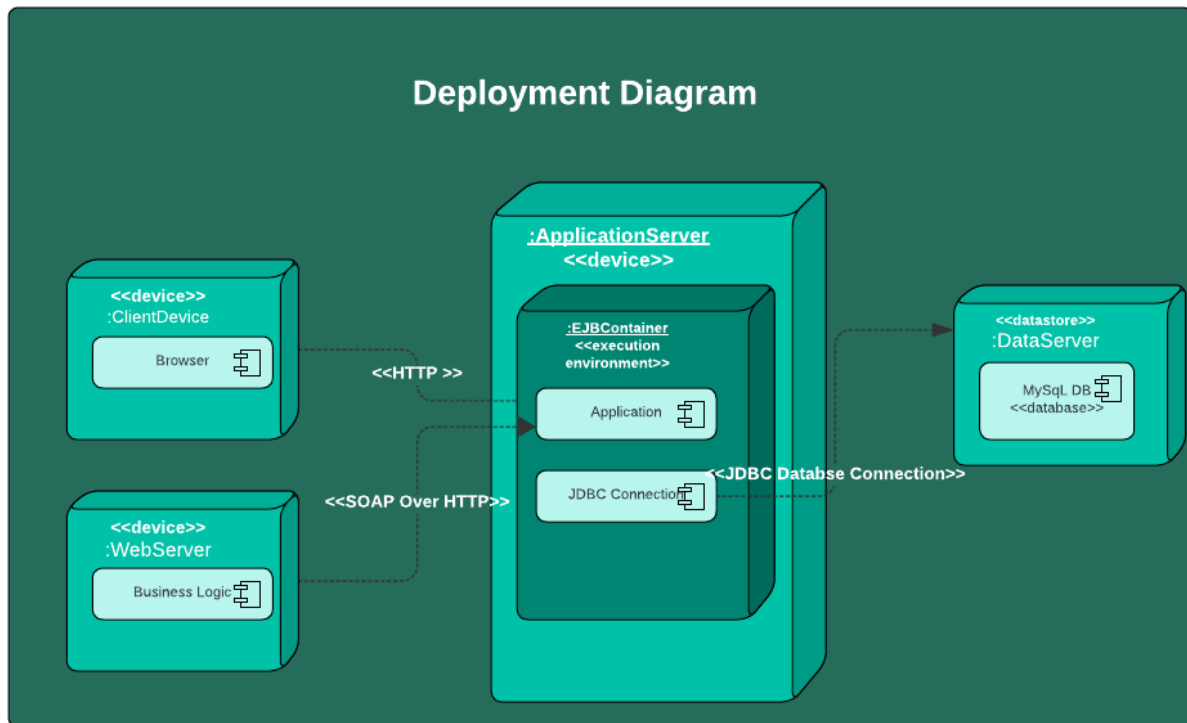 Deployment Diagram
<<device>>
:ClientDevice
Browser
<<HTTP >>
<<device>>
:WebServer
Business Logic
<<SOAP Over HTTP>>
:ApplicationServer
<<device>>
:EJBContainer
<<execution
environment>>
Application
JDBC Connection
<<JDBC Databse Connection>>
<<datastore>>
:DataServer
MySqL DB
<<database>>